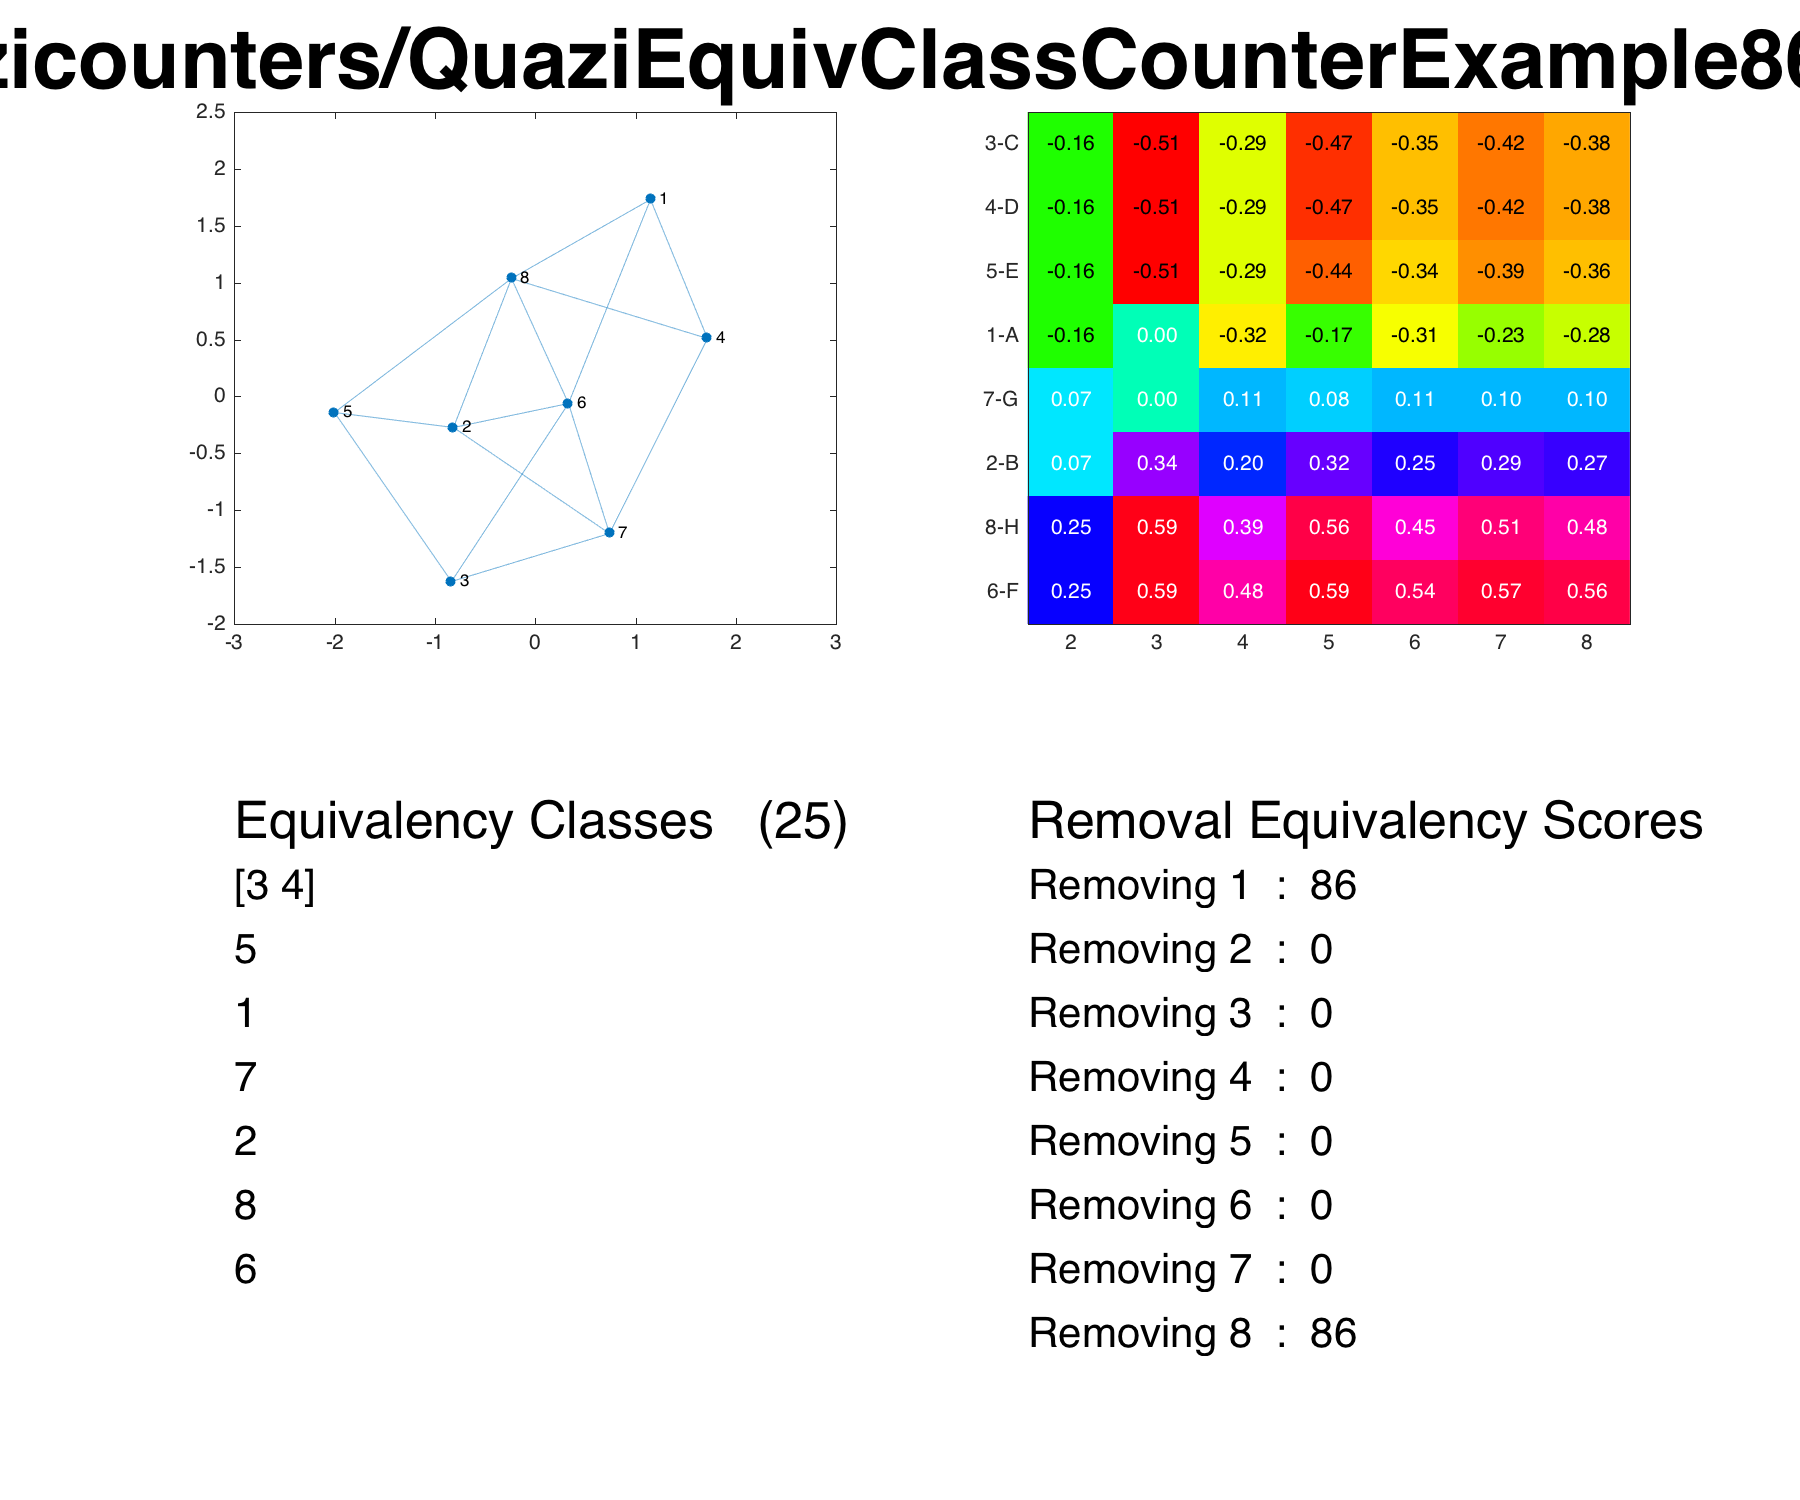 zicounters/QuaziEquivClassCounterExample86
2.5
2
1.5
1
0.5
0
-0.5
-1
-1.5
-2
-3 -2 -1 0 1 2 3
1
8
4
6
5
2
7
3
3-C -0.16 -0.51 -0.29 -0.47 -0.35 -0.42 -0.38
4-D -0.16 -0.51 -0.29 -0.47 -0.35 -0.42 -0.38
5-E -0.16 -0.51 -0.29 -0.44 -0.34 -0.39 -0.36
1-A -0.16 0.00 -0.32 -0.17 -0.31 -0.23 -0.28
7-G 0.07 0.00 0.11 0.08 0.11 0.10 0.10
2-B 0.07 0.34 0.20 0.32 0.25 0.29 0.27
8-H 0.25 0.59 0.39 0.56 0.45 0.51 0.48
6-F 0.25 0.59 0.48 0.59 0.54 0.57 0.56
2 3 4 5 6 7 8
Equivalency Classes (25)
[3 4]
5
1
7
2
8
6
Removal Equivalency Scores
Removing 1 : 86
Removing 2 : 0
Removing 3 : 0
Removing 4 : 0
Removing 5 : 0
Removing 6 : 0
Removing 7 : 0
Removing 8 : 86